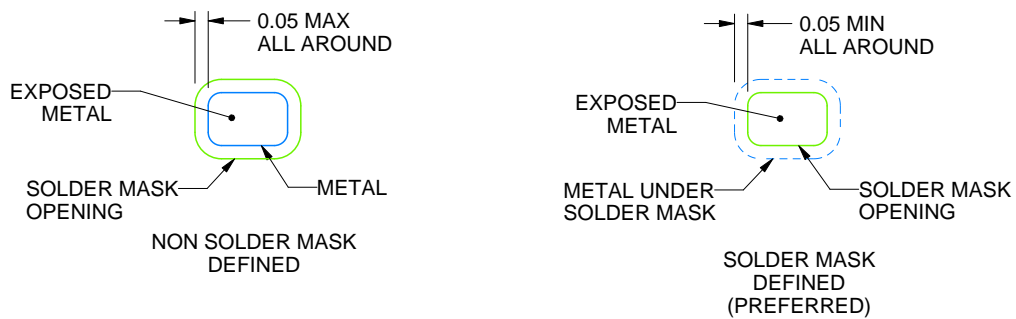 0.05 MAX
ALL AROUND
EXPOSED
METAL
SOLDER MASK
OPENING
METAL
NON SOLDER MASK
DEFINED
0.05 MIN
ALL AROUND
EXPOSED
METAL
METAL UNDER
SOLDER MASK
SOLDER MASK
OPENING
SOLDER MASK
DEFINED
(PREFERRED)